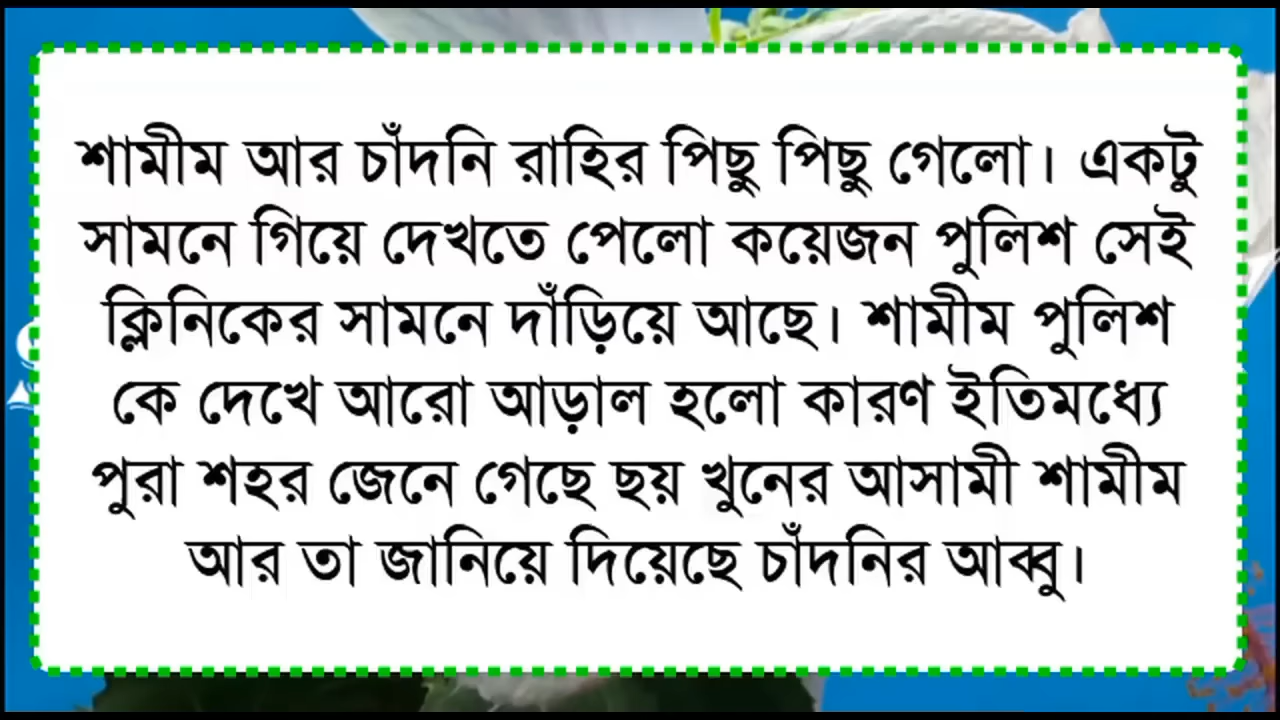 শামীম আর চাঁদনি রাহির পিছু পিছু গেলো। একটু
সামনে গিয়ে দেখতে পেলো কয়েজন পুলিশ সেই
ক্লিনিকের সামনে দাঁড়িয়ে আছে। শামীম পুলিশ
কে দেখে আরো আড়াল হলো কারণ ইতিমধ্যে
পুরা শহর জেনে গেছে ছয় খুনের আসামী শামীম
আর তা জানিয়ে দিয়েছে চাঁদনির আব্বু।